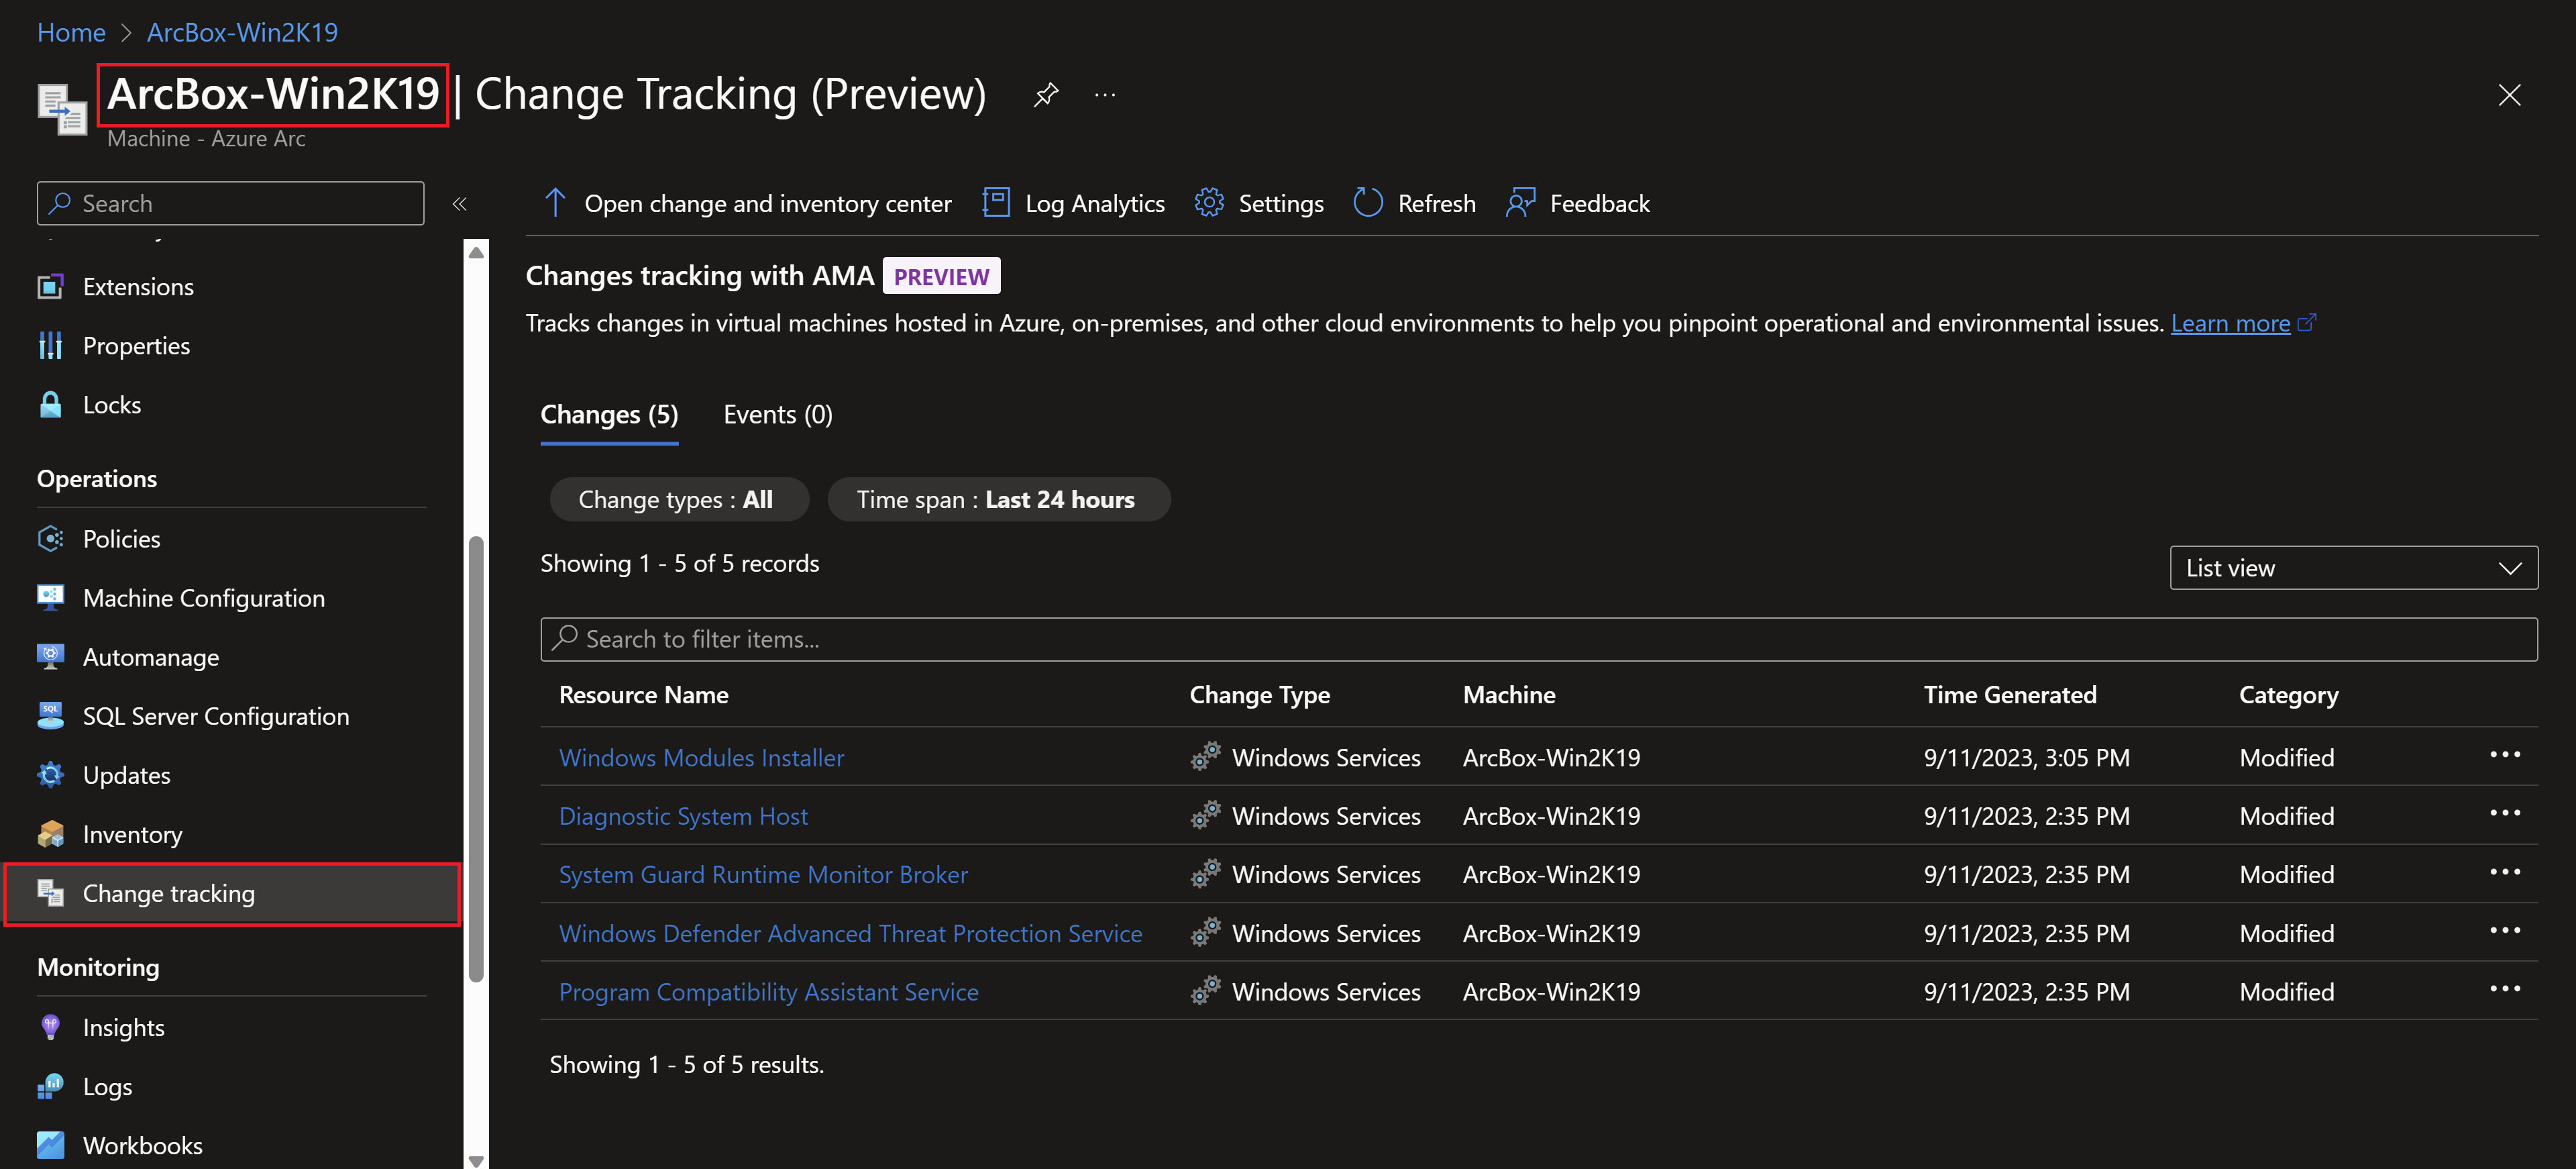 Home > ArcBox-Win2K19
ArcBox-Win2K19 | Change Tracking (Preview)
Machine - Azure Arc
Search
Extensions
Properties
Locks
Operations
Policies
Machine Configuration
Automanage
SQL Server Configuration
Updates
Inventory
Change tracking
Monitoring
Insights
Logs
Workbooks
Open change and inventory center Log Analytics Settings Refresh Feedback
Changes tracking with AMA PREVIEW
Tracks changes in virtual machines hosted in Azure, on-premises, and other cloud environments to help you pinpoint operational and environmental issues. Learn more
Changes (5) Events (0)
Change types : All Time span : Last 24 hours
Showing 1 - 5 of 5 records
List view
Search to filter items...
Resource Name Change Type Machine Time Generated Category
Windows Modules Installer Windows Services ArcBox-Win2K19 9/11/2023, 3:05 PM Modified
Diagnostic System Host Windows Services ArcBox-Win2K19 9/11/2023, 2:35 PM Modified
System Guard Runtime Monitor Broker Windows Services ArcBox-Win2K19 9/11/2023, 2:35 PM Modified
Windows Defender Advanced Threat Protection Service Windows Services ArcBox-Win2K19 9/11/2023, 2:35 PM Modified
Program Compatibility Assistant Service Windows Services ArcBox-Win2K19 9/11/2023, 2:35 PM Modified
Showing 1 - 5 of 5 results.